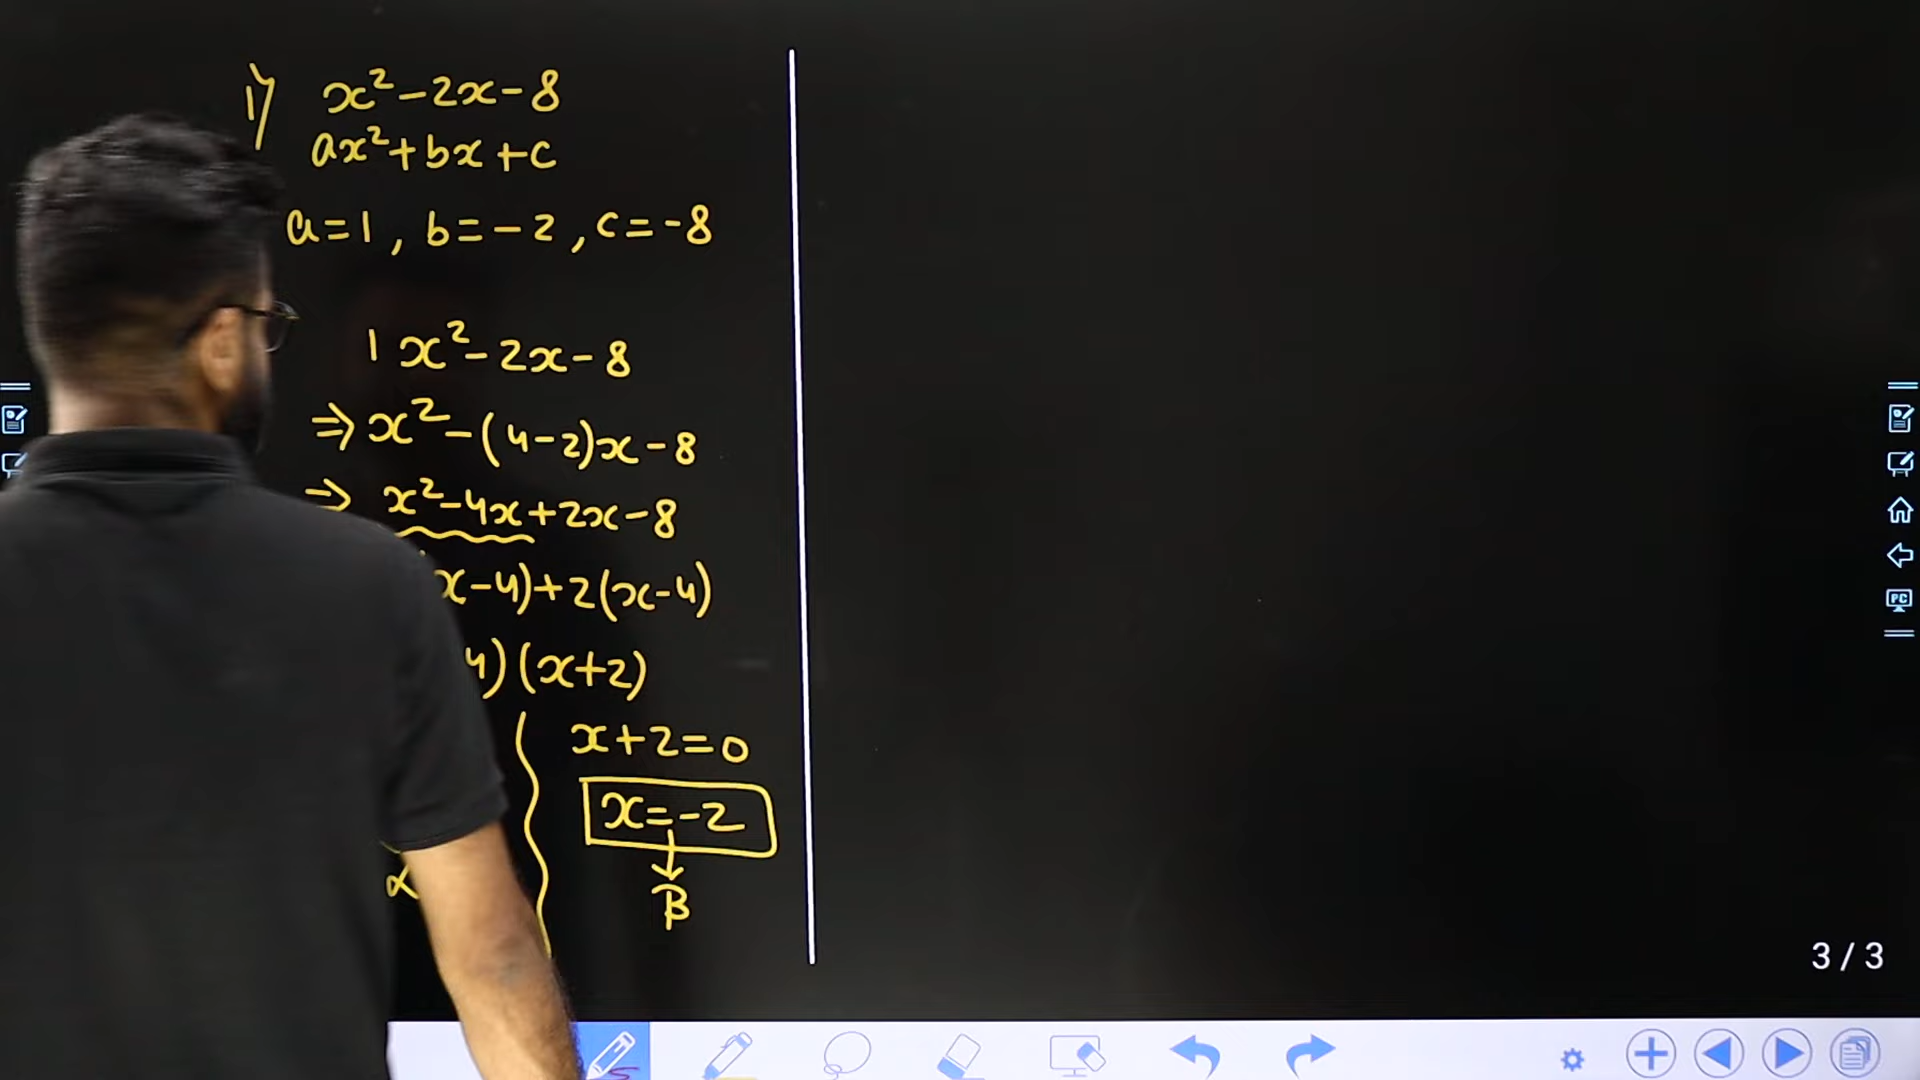 1) x²-2x-8
ax²+bx+c
a=1, b=-2, c=-8
1x²-2x-8
⇒ x²-(4-2)x-8
⇒ x²-4x+2x-8
x-4)+2(x-4)
4)(x+2)
x+2=0
x=-2
α
β
3 / 3
PC